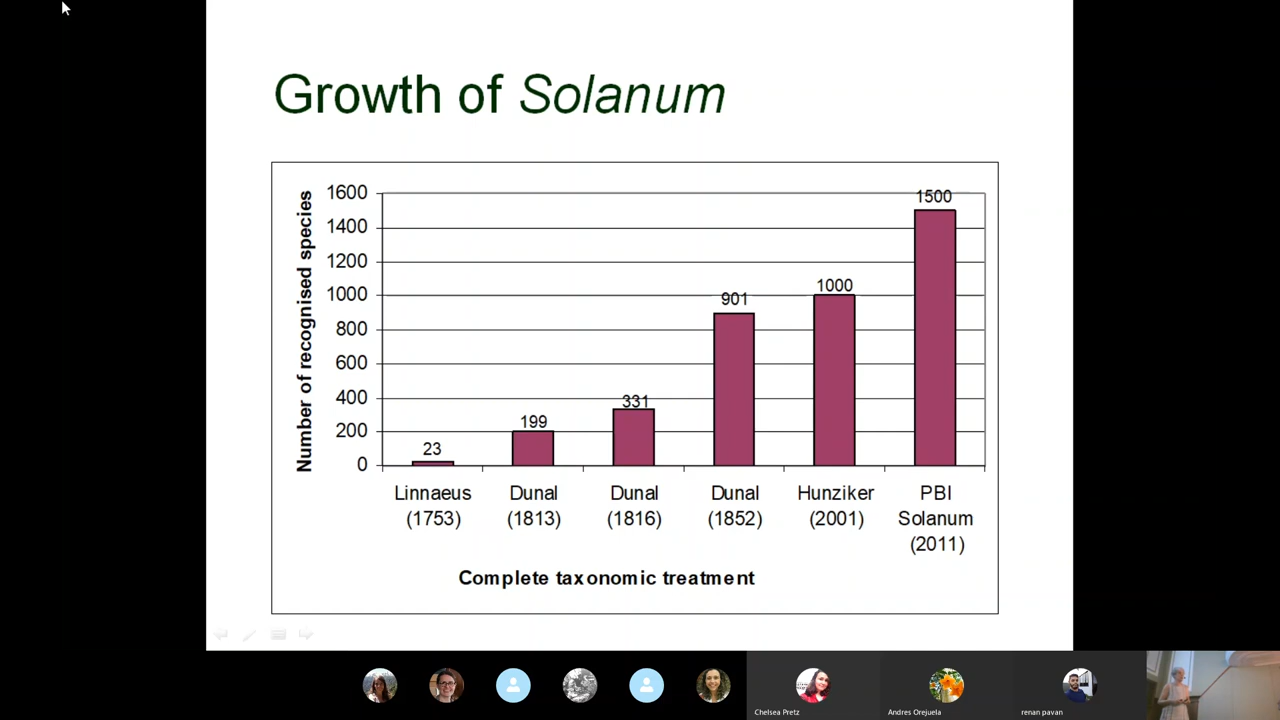 Growth of Solanum
Number of recognised species
1600
1400
1200
1000
800
600
400
200
0
23
199
331
901
1000
1500
Linnaeus
(1753)
Dunal
(1813)
Dunal
(1816)
Dunal
(1852)
Hunziker
(2001)
PBI
Solanum
(2011)
Complete taxonomic treatment
Chelsea Pretz
Andres Orejuela
renan pavan